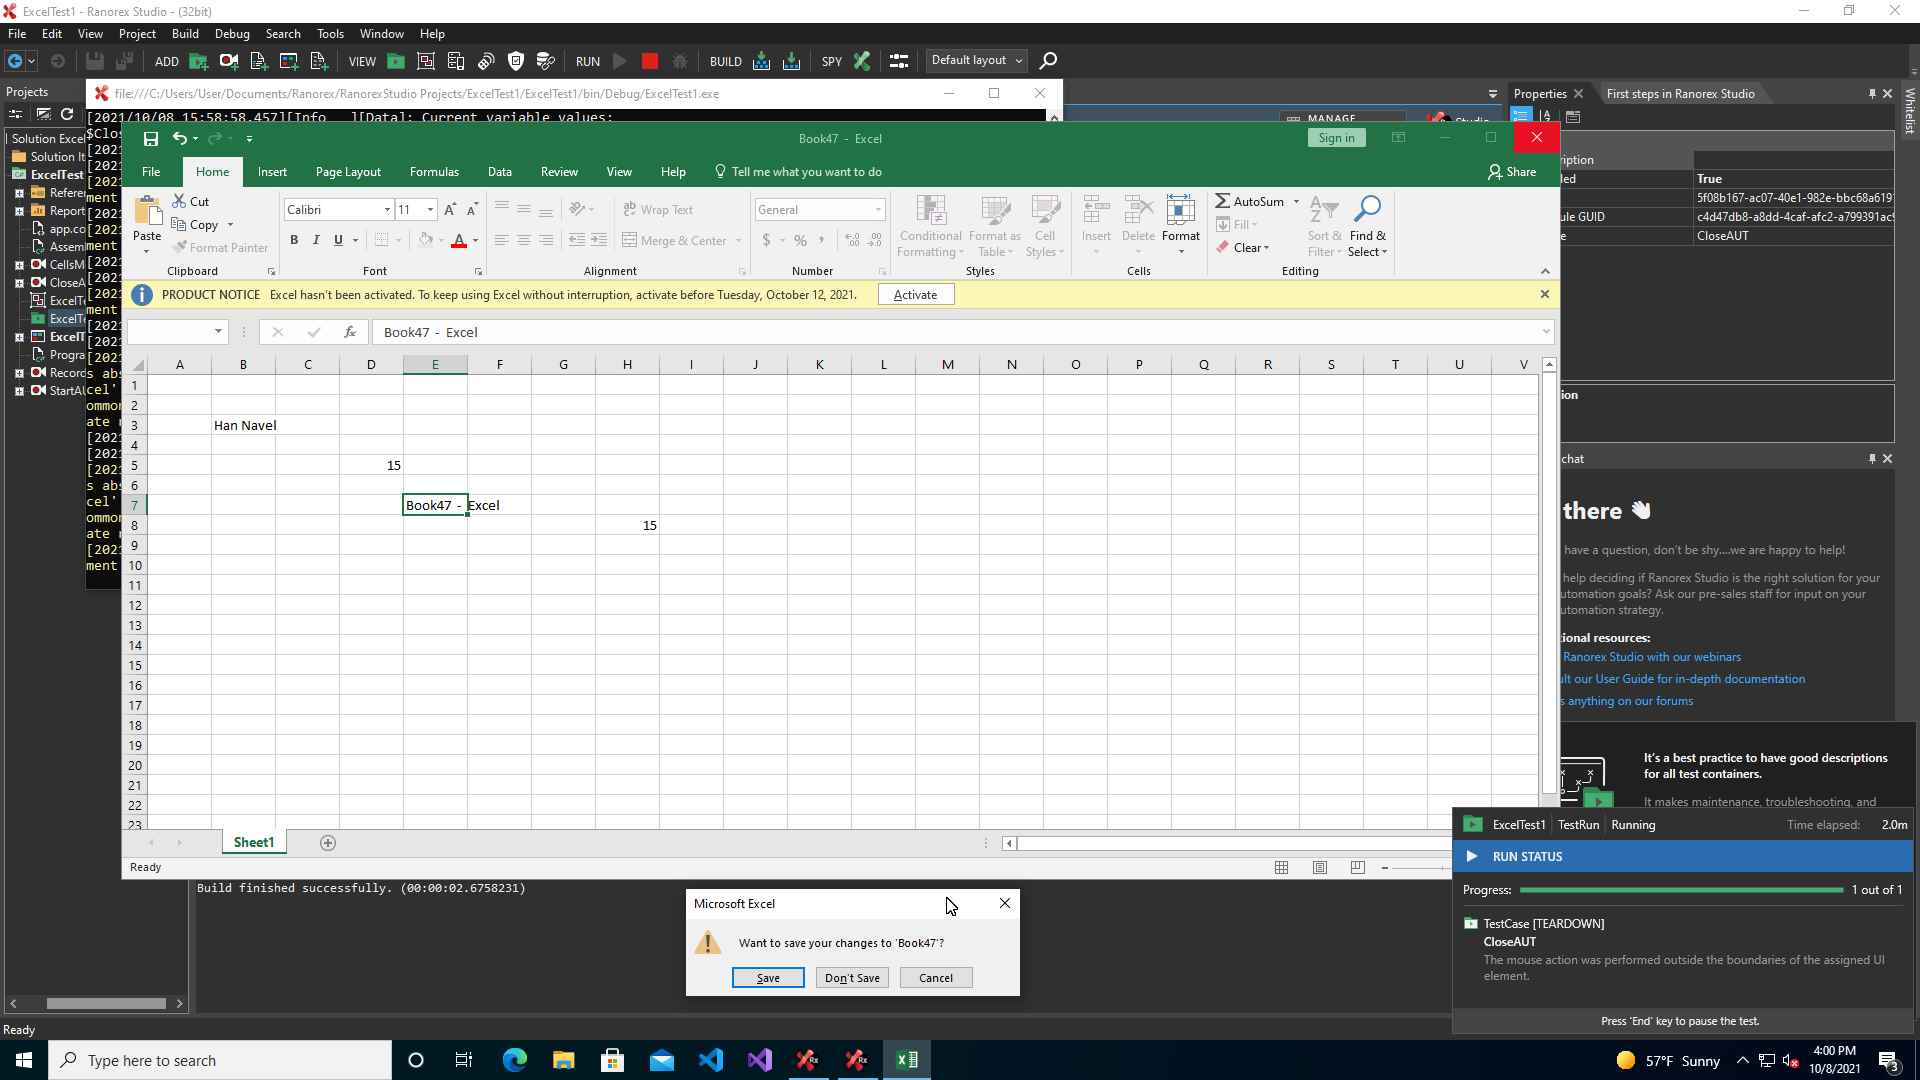 ExcelTest1 - Ranorex Studio - (32bit)
File Edit View Project Build Debug Search Tools Window Help
ADD VIEW RUN BUILD SPY Default layout
Projects
file:///C:/Users/User/Documents/Ranorex/RanorexStudio Projects/ExcelTest1/ExcelTest1/bin/Debug/ExcelTest1.exe
Properties First steps in Ranorex Studio
Whitelist
[2021/10/08 15:58:58.457][Info ][Data]: Current variable values:
MANAGE
Solution Excel
$Clos
Book47 - Excel
Sign in
Solution It
ExcelTest
File Home Insert Page Layout Formulas Data Review View Help Tell me what you want to do Share
Referen
Report
app.co
Assem
CellsM
CloseA
ExcelTe
ExcelTe
ExcelT
Progra
Record
StartAU
Cut
Copy
Format Painter
Paste
Clipboard
Calibri 11
B I U
Font
Wrap Text
Merge & Center
Alignment
General
$ % ,
Number
Conditional Formatting
Format as Table
Cell Styles
Styles
Insert Delete Format
Cells
AutoSum
Fill
Clear
Sort & Filter
Find & Select
Editing
PRODUCT NOTICE Excel hasn't been activated. To keep using Excel without interruption, activate before Tuesday, October 12, 2021. Activate
fx Book47 - Excel
A B C D E F G H I J K L M N O P Q R S T U V
1
2
3 Han Navel
4
5 15
6
7 Book47 - Excel
8 15
9
10
11
12
13
14
15
16
17
18
19
20
21
22
23
Sheet1
Ready
ription
led True
5f08b167-ac07-40e1-982e-bbc68a619
ule GUID c4d47db8-a8dd-4caf-afc2-a799391ac
e CloseAUT
ion
chat
there
have a question, don't be shy....we are happy to help!
help deciding if Ranorex Studio is the right solution for your
utomation goals? Ask our pre-sales staff for input on your
utomation strategy.
tional resources:
Ranorex Studio with our webinars
ult our User Guide for in-depth documentation
s anything on our forums
It's a best practice to have good descriptions
for all test containers.
It makes maintenance, troubleshooting, and
ExcelTest1 TestRun Running Time elapsed: 2.0m
RUN STATUS
Progress: 1 out of 1
TestCase [TEARDOWN]
CloseAUT
The mouse action was performed outside the boundaries of the assigned UI
element.
Press 'End' key to pause the test.
Build finished successfully. (00:00:02.6758231)
Microsoft Excel
Want to save your changes to 'Book47'?
Save Don't Save Cancel
Ready
Type here to search
57°F Sunny
4:00 PM
10/8/2021
3